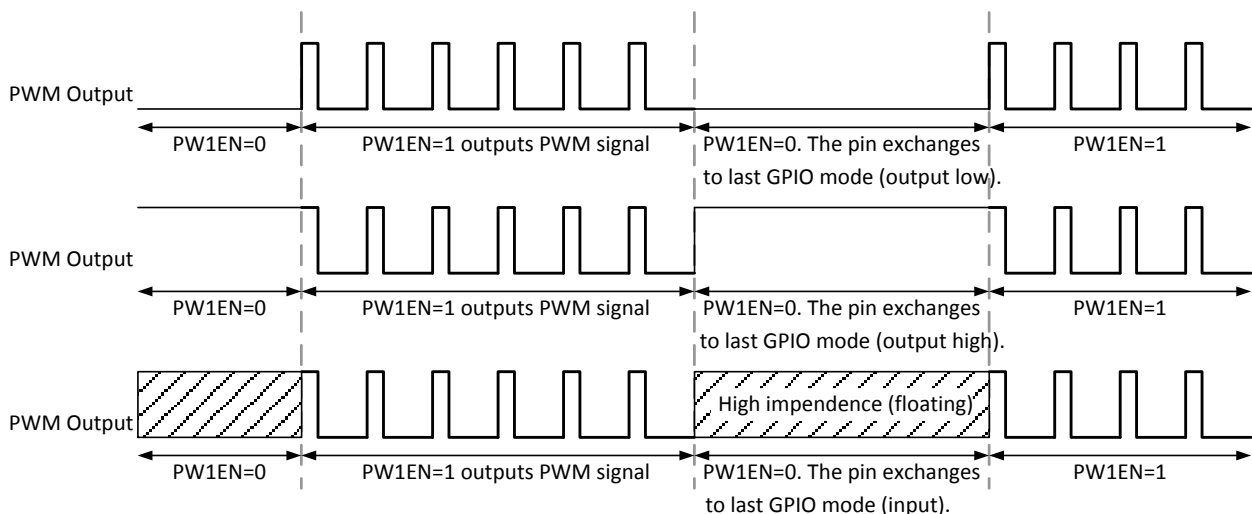 PWM Output
PW1EN=0
PW1EN=1 outputs PWM signal
PW1EN=0. The pin exchanges
to last GPIO mode (output low).
PW1EN=1
PWM Output
PW1EN=0
PW1EN=1 outputs PWM signal
PW1EN=0. The pin exchanges
to last GPIO mode (output high).
PW1EN=1
PWM Output
High impendence (floating)
PW1EN=0
PW1EN=1 outputs PWM signal
PW1EN=0. The pin exchanges
to last GPIO mode (input).
PW1EN=1